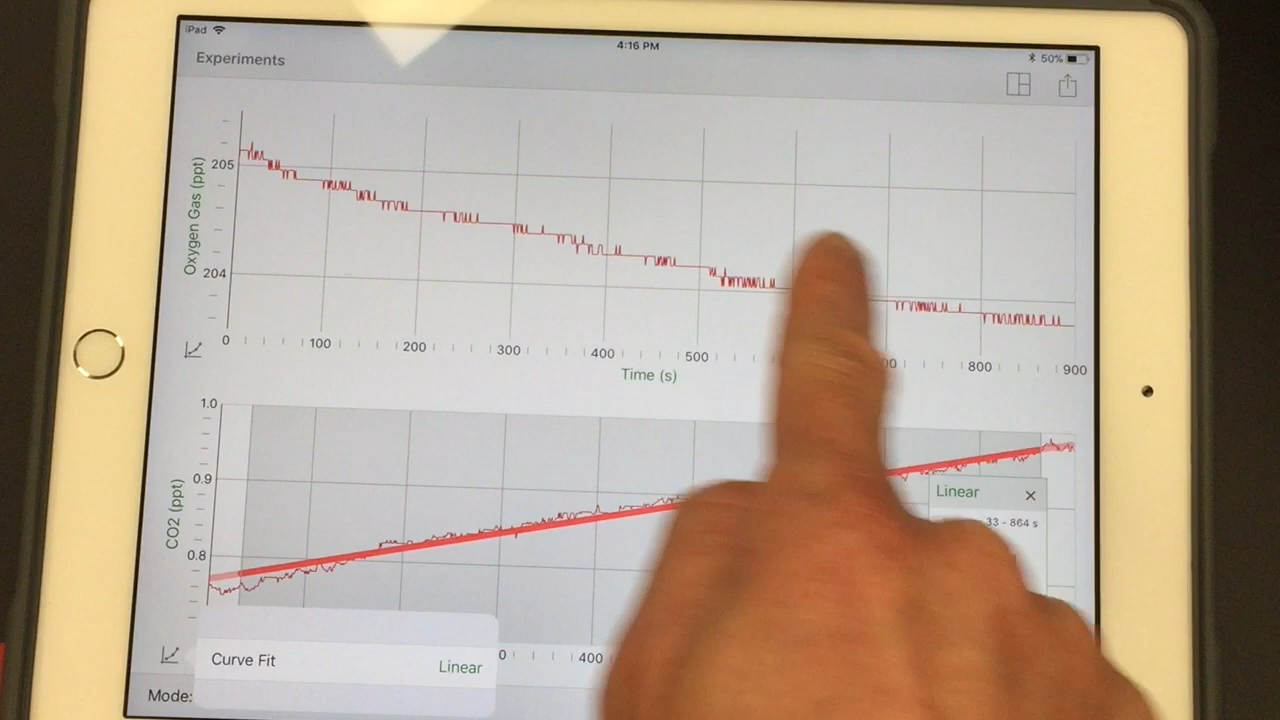 iPad
4:16 PM
50%
Experiments
Oxygen Gas (ppt)
205
204
0 100 200 300 400 500 800 900
Time (s)
CO2 (ppt)
1.0
0.9
0.8
Linear ×
33 - 864 s
400
Curve Fit Linear
Mode: